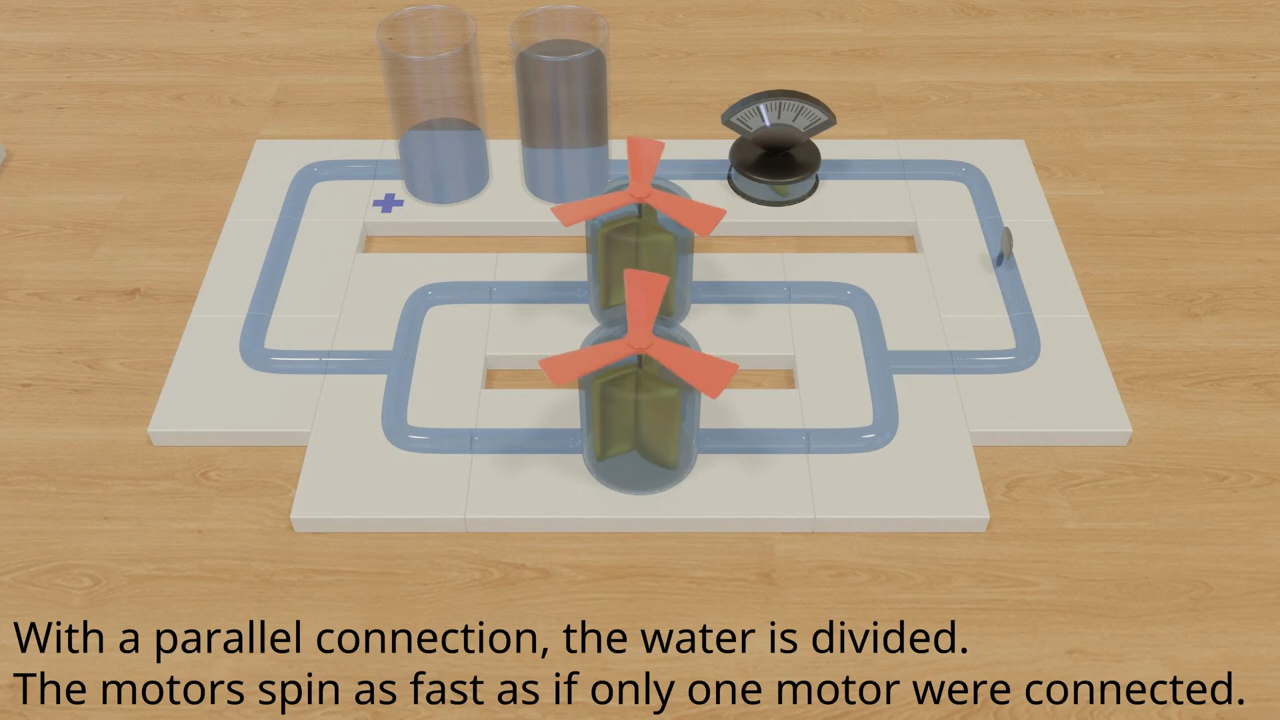 With a parallel connection, the water is divided.
The motors spin as fast as if only one motor were connected.